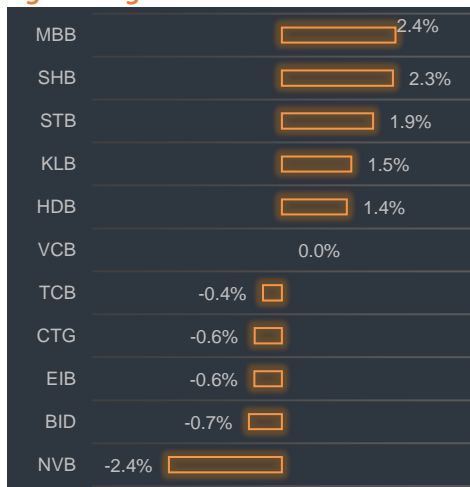 MBB 2.4%
SHB 2.3%
STB 1.9%
KLB 1.5%
HDB 1.4%
VCB 0.0%
TCB -0.4%
CTG -0.6%
EIB -0.6%
BID -0.7%
NVB -2.4%